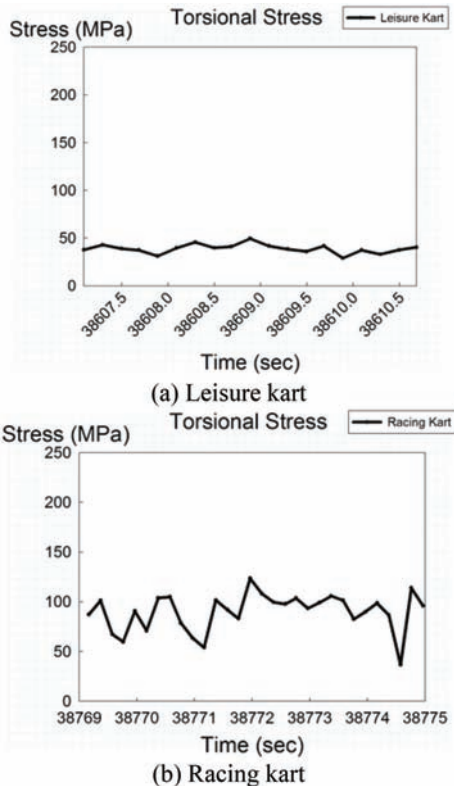 Torsional Stress
Leisure Kart
Stress (MPa)
250
200
150
100
50
0
38607.5
38608.0
38608.5
38609.0
38609.5
38610.0
38610.5
Time (sec)
(a) Leisure kart
Torsional Stress
Racing Kart
Stress (MPa)
250
200
150
100
50
0
38769
38770
38771
38772
38773
38774
38775
Time (sec)
(b) Racing kart